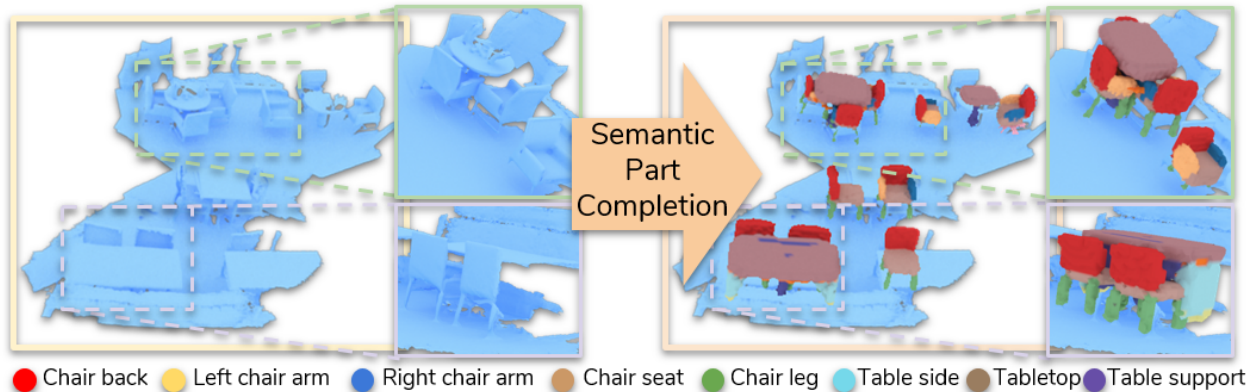 Semantic
Part
Completion
Chair back Left chair arm Right chair arm Chair seat Chair leg Table side Tabletop Table support